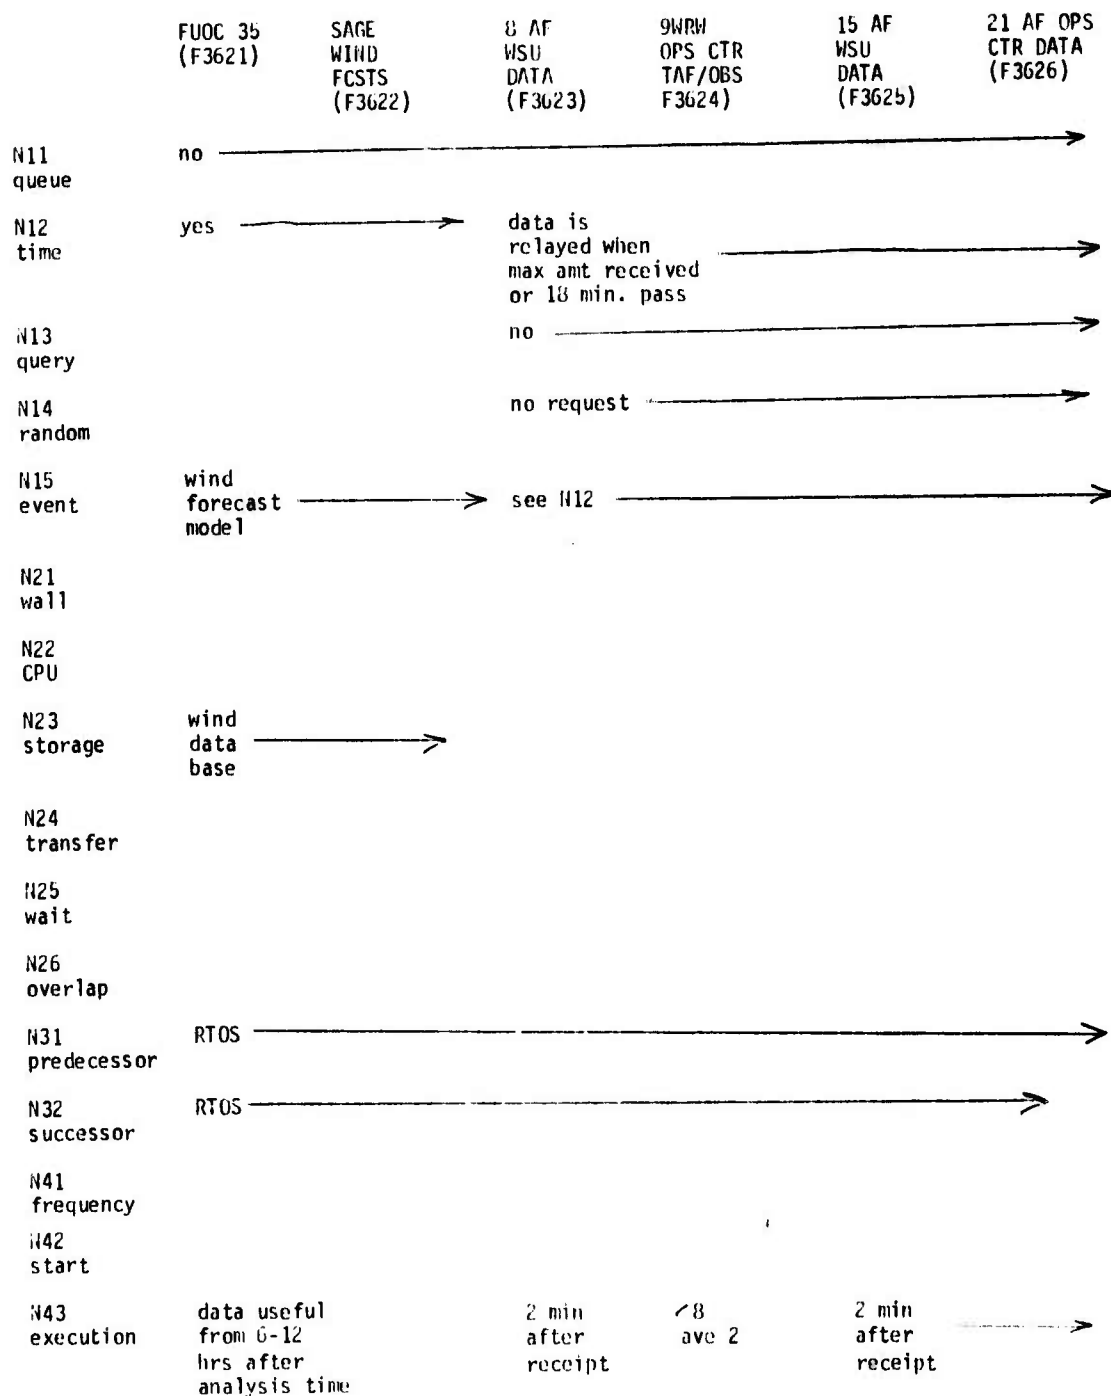 FUOC 35
(F3621)
SAGE
WIND
FCSTS
(F3622)
8 AF
WSU
DATA
(F3623)
9WRW
OPS CTR
TAF/OBS
F3624)
15 AF
WSU
DATA
(F3625)
21 AF OPS
CTR DATA
(F3626)
N11
queue
no
N12
time
yes
data is
relayed when
max amt received
or 18 min. pass
N13
query
no
N14
random
no request
N15
event
wind
forecast
model
see N12
N21
wall
N22
CPU
N23
storage
wind
data
base
N24
transfer
N25
wait
N26
overlap
N31
predecessor
RTOS
N32
successor
RTOS
N41
frequency
N42
start
N43
execution
data useful
from 6-12
hrs after
analysis time
2 min
after
receipt
<8
ave 2
2 min
after
receipt